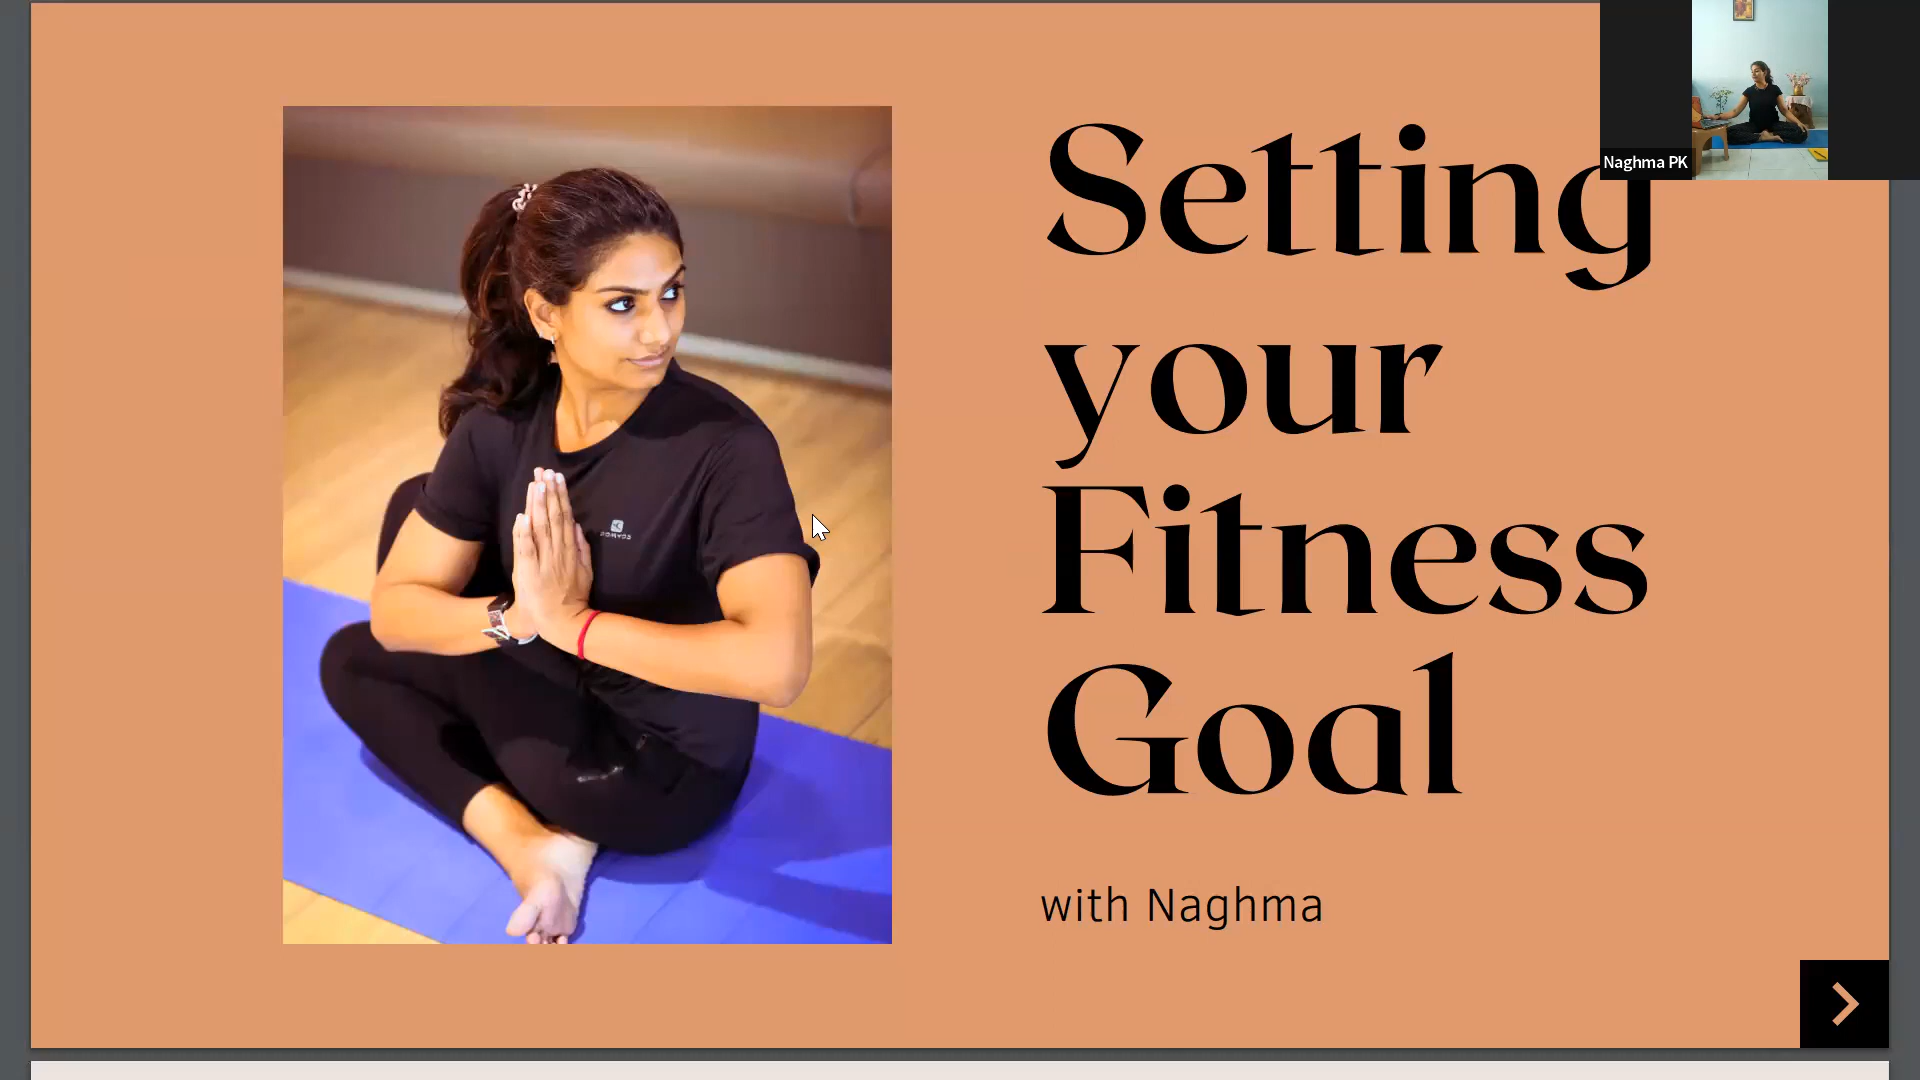 Setting
your
Fitness
Goal
with Naghma
Naghma PK